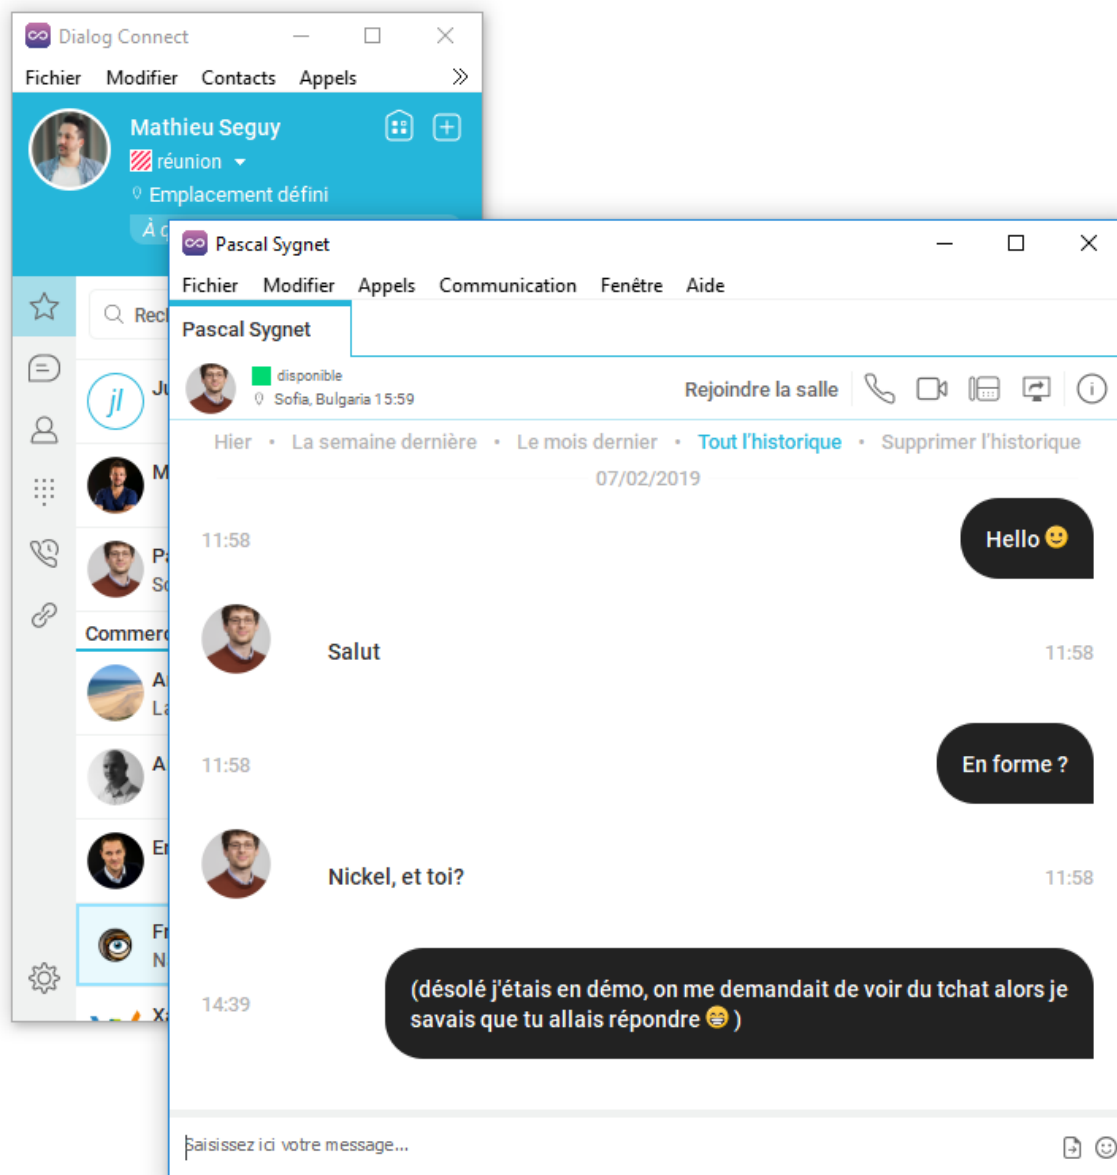 Dialog Connect
Fichier Modifier Contacts Appels
Mathieu Seguy
réunion
Emplacement défini
À
Pascal Sygnet
Fichier Modifier Appels Communication Fenêtre Aide
Pascal Sygnet
disponible
Sofia, Bulgaria 15:59
Rejoindre la salle
Hier • La semaine dernière • Le mois dernier • Tout l'historique • Supprimer l'historique
07/02/2019
11:58
Hello
Salut
11:58
11:58
En forme ?
Nickel, et toi?
11:58
14:39
(désolé j'étais en démo, on me demandait de voir du tchat alors je
savais que tu allais répondre 😁 )
Saisissez ici votre message...
jl